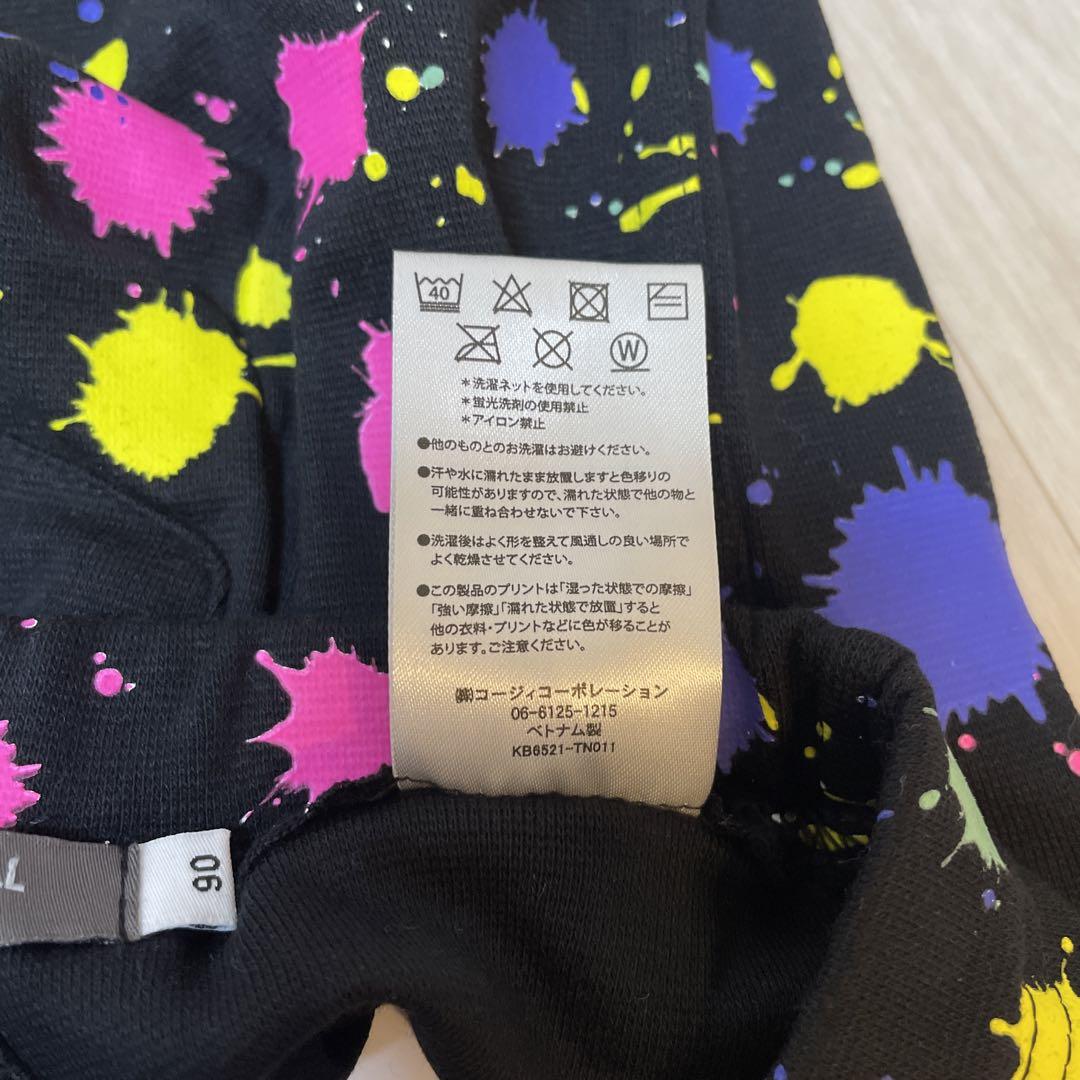 40
W
＊洗濯ネットを使用してください。
＊蛍光洗剤の使用禁止
＊アイロン禁止
●他のものとのお洗濯はお避けください。
●汗や水に濡れたまま放置しますと色移りの
可能性がありますので、濡れた状態で他の物と
一緒に重ね合わせないで下さい。
●洗濯後はよく形を整えて風通しの良い場所で
よく乾燥させてください。
●この製品のプリントは「湿った状態での摩擦」
「強い摩擦」「濡れた状態で放置」すると
他の衣料・プリントなどに色が移ることが
あります。ご注意ください。
㈱コージィコーポレーション
06-6125-1215
ベトナム製
KB6521-TN011
90